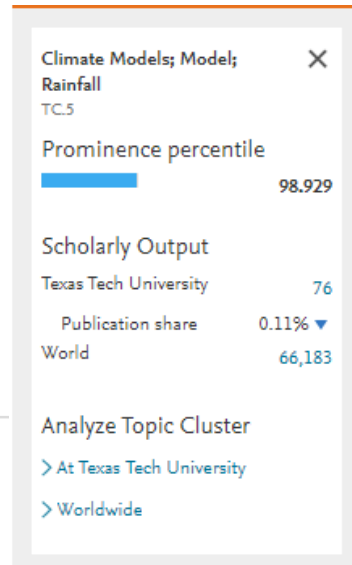 Climate Models; Model;
Rainfall
TC.5
Prominence percentile
98.929
Scholarly Output
Texas Tech University 76
Publication share 0.11% ▼
World 66,183
Analyze Topic Cluster
> At Texas Tech University
> Worldwide